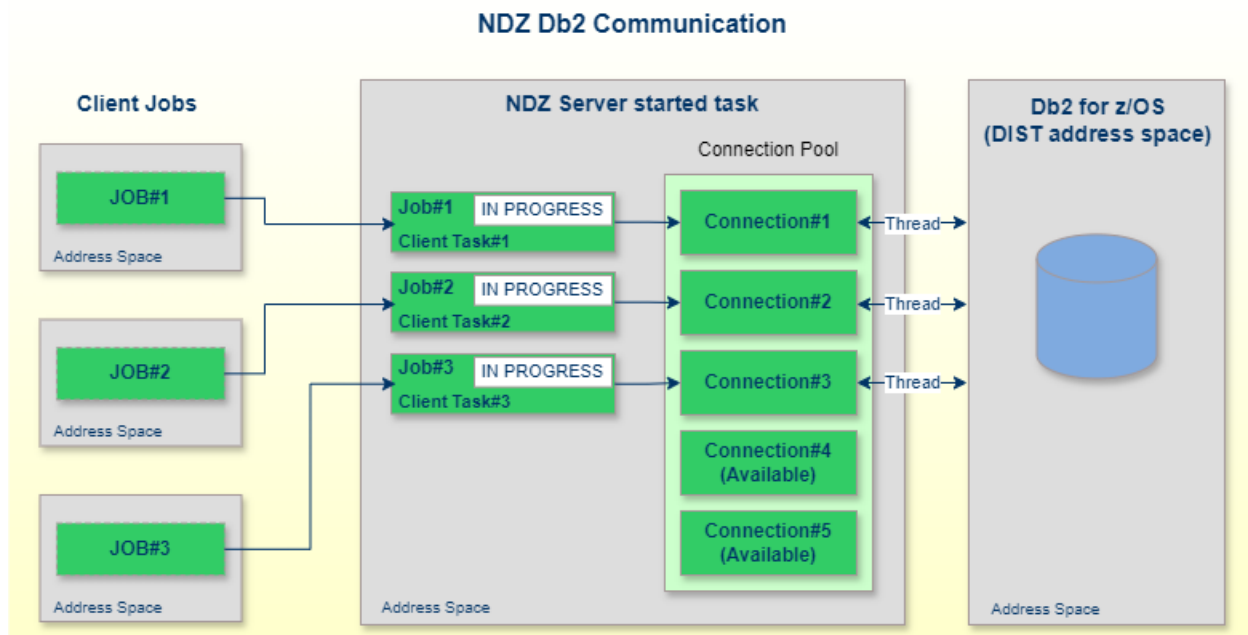 NDZ Db2 Communication
Client Jobs
JOB#1
Address Space
JOB#2
Address Space
JOB#3
Address Space
NDZ Server started task
Connection Pool
Job#1
IN PROGRESS
Client Task#1
Job#2
IN PROGRESS
Client Task#2
Job#3
IN PROGRESS
Client Task#3
Connection#1
Connection#2
Connection#3
Connection#4
(Available)
Connection#5
(Available)
Address Space
Thread
Thread
Thread
Db2 for z/OS
(DIST address space)
Address Space